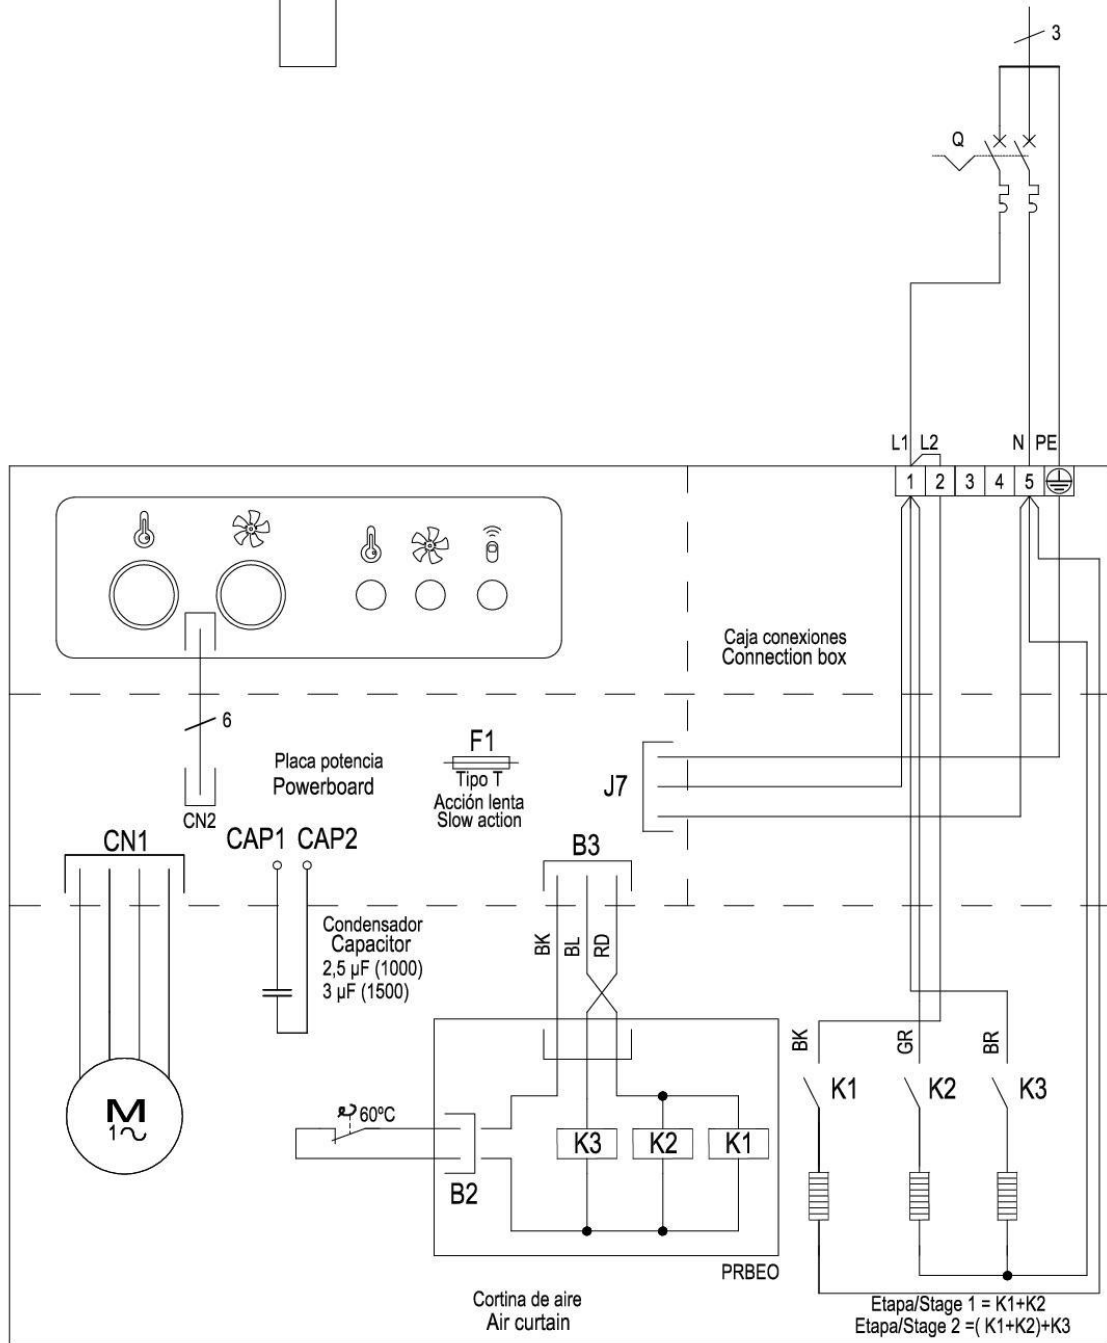 3
Q
L1 L2 N PE
1 2 3 4 5
Caja conexiones
Connection box
6
CN2
Placa potencia
Powerboard
F1
Tipo T
Acción lenta
Slow action
J7
CN1
CAP1 CAP2
B3
Condensador
Capacitor
2,5 µF (1000)
3 µF (1500)
BK BL RD
BK GR BR
K1 K2 K3
M
1~
60ºC
K3 K2 K1
B2
PRBEO
Cortina de aire
Air curtain
Etapa/Stage 1 = K1+K2
Etapa/Stage 2 =( K1+K2)+K3